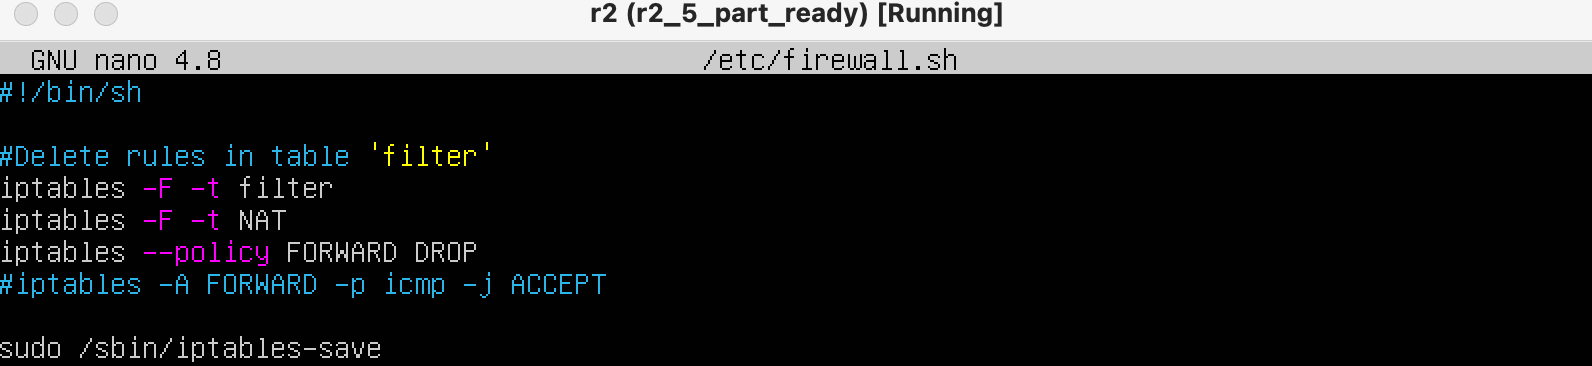 r2 (r2_5_part_ready) [Running]
GNU nano 4.8 /etc/firewall.sh
#!/bin/sh
#Delete rules in table 'filter'
iptables -F -t filter
iptables -F -t NAT
iptables --policy FORWARD DROP
#iptables -A FORWARD -p icmp -j ACCEPT
sudo /sbin/iptables-save